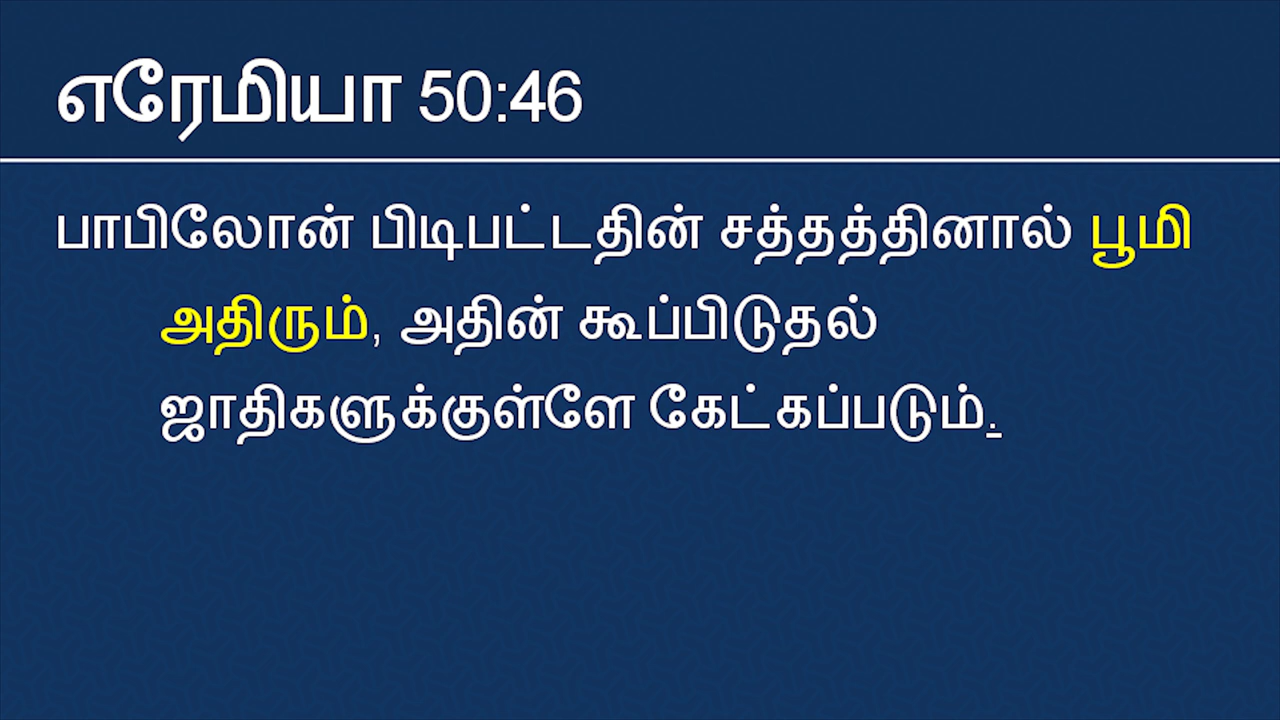 எரேமியா 50:46
பாபிலோன் பிடிபட்டதின் சத்தத்தினால் பூமி
அதிரும், அதின் கூப்பிடுதல்
ஜாதிகளுக்குள்ளே கேட்கப்படும்.